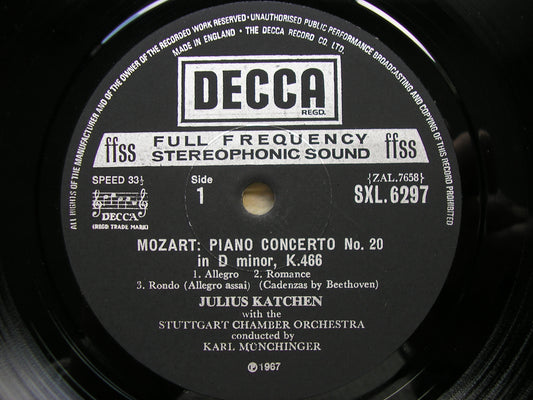 ALL RIGHTS OF THE MANUFACTURER AND OF THE OWNER OF THE RECORDED WORK RESERVED · UNAUTHORISED PUBLIC PERFORMANCE BROADCASTING AND COPYING OF THIS RECORD PROHIBITED
MADE IN ENGLAND · THE DECCA RECORD CO. LTD.
DECCA
REGD.
ffss FULL FREQUENCY ffss
STEREOPHONIC SOUND
SPEED 33⅓ Side {ZAL.7658}
1 SXL.6297
DECCA
(REGD TRADE MARK)
MOZART: PIANO CONCERTO No. 20
in D minor, K.466
1. Allegro 2. Romance
3. Rondo (Allegro assai) (Cadenzas by Beethoven)
JULIUS KATCHEN
with the
STUTTGART CHAMBER ORCHESTRA
conducted by
KARL MÜNCHINGER
℗ 1967